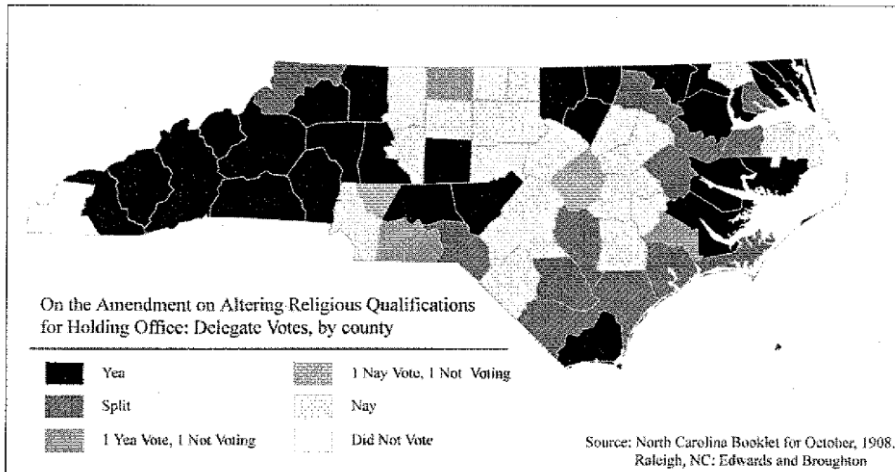 On the Amendment on Altering Religious Qualifications
for Holding Office: Delegate Votes, by county
Yea
Split
1 Yea Vote, 1 Not Voting
1 Nay Vote, 1 Not Voting
Nay
Did Not Vote
Source: North Carolina Booklet for October, 1908.
Raleigh, NC: Edwards and Broughton